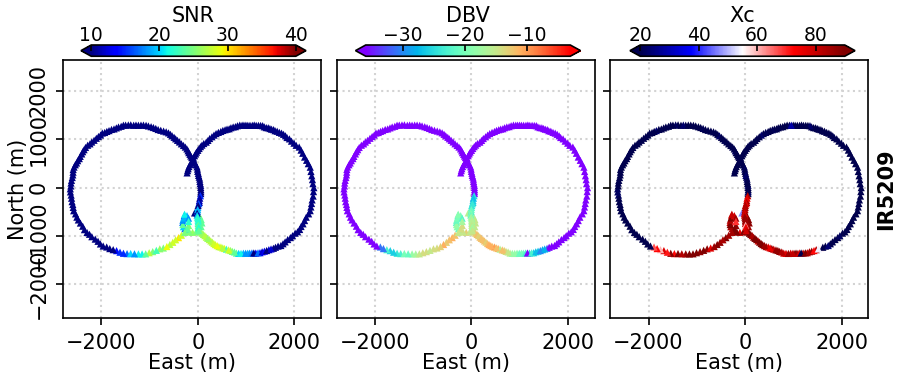 SNR
10 20 30 40
DBV
−30 −20 −10
Xc
20 40 60 80
North (m)
2000
1000
0
−1000
−2000
−2000 0 2000
East (m)
−2000 0 2000
East (m)
−2000 0 2000
East (m)
IR5209